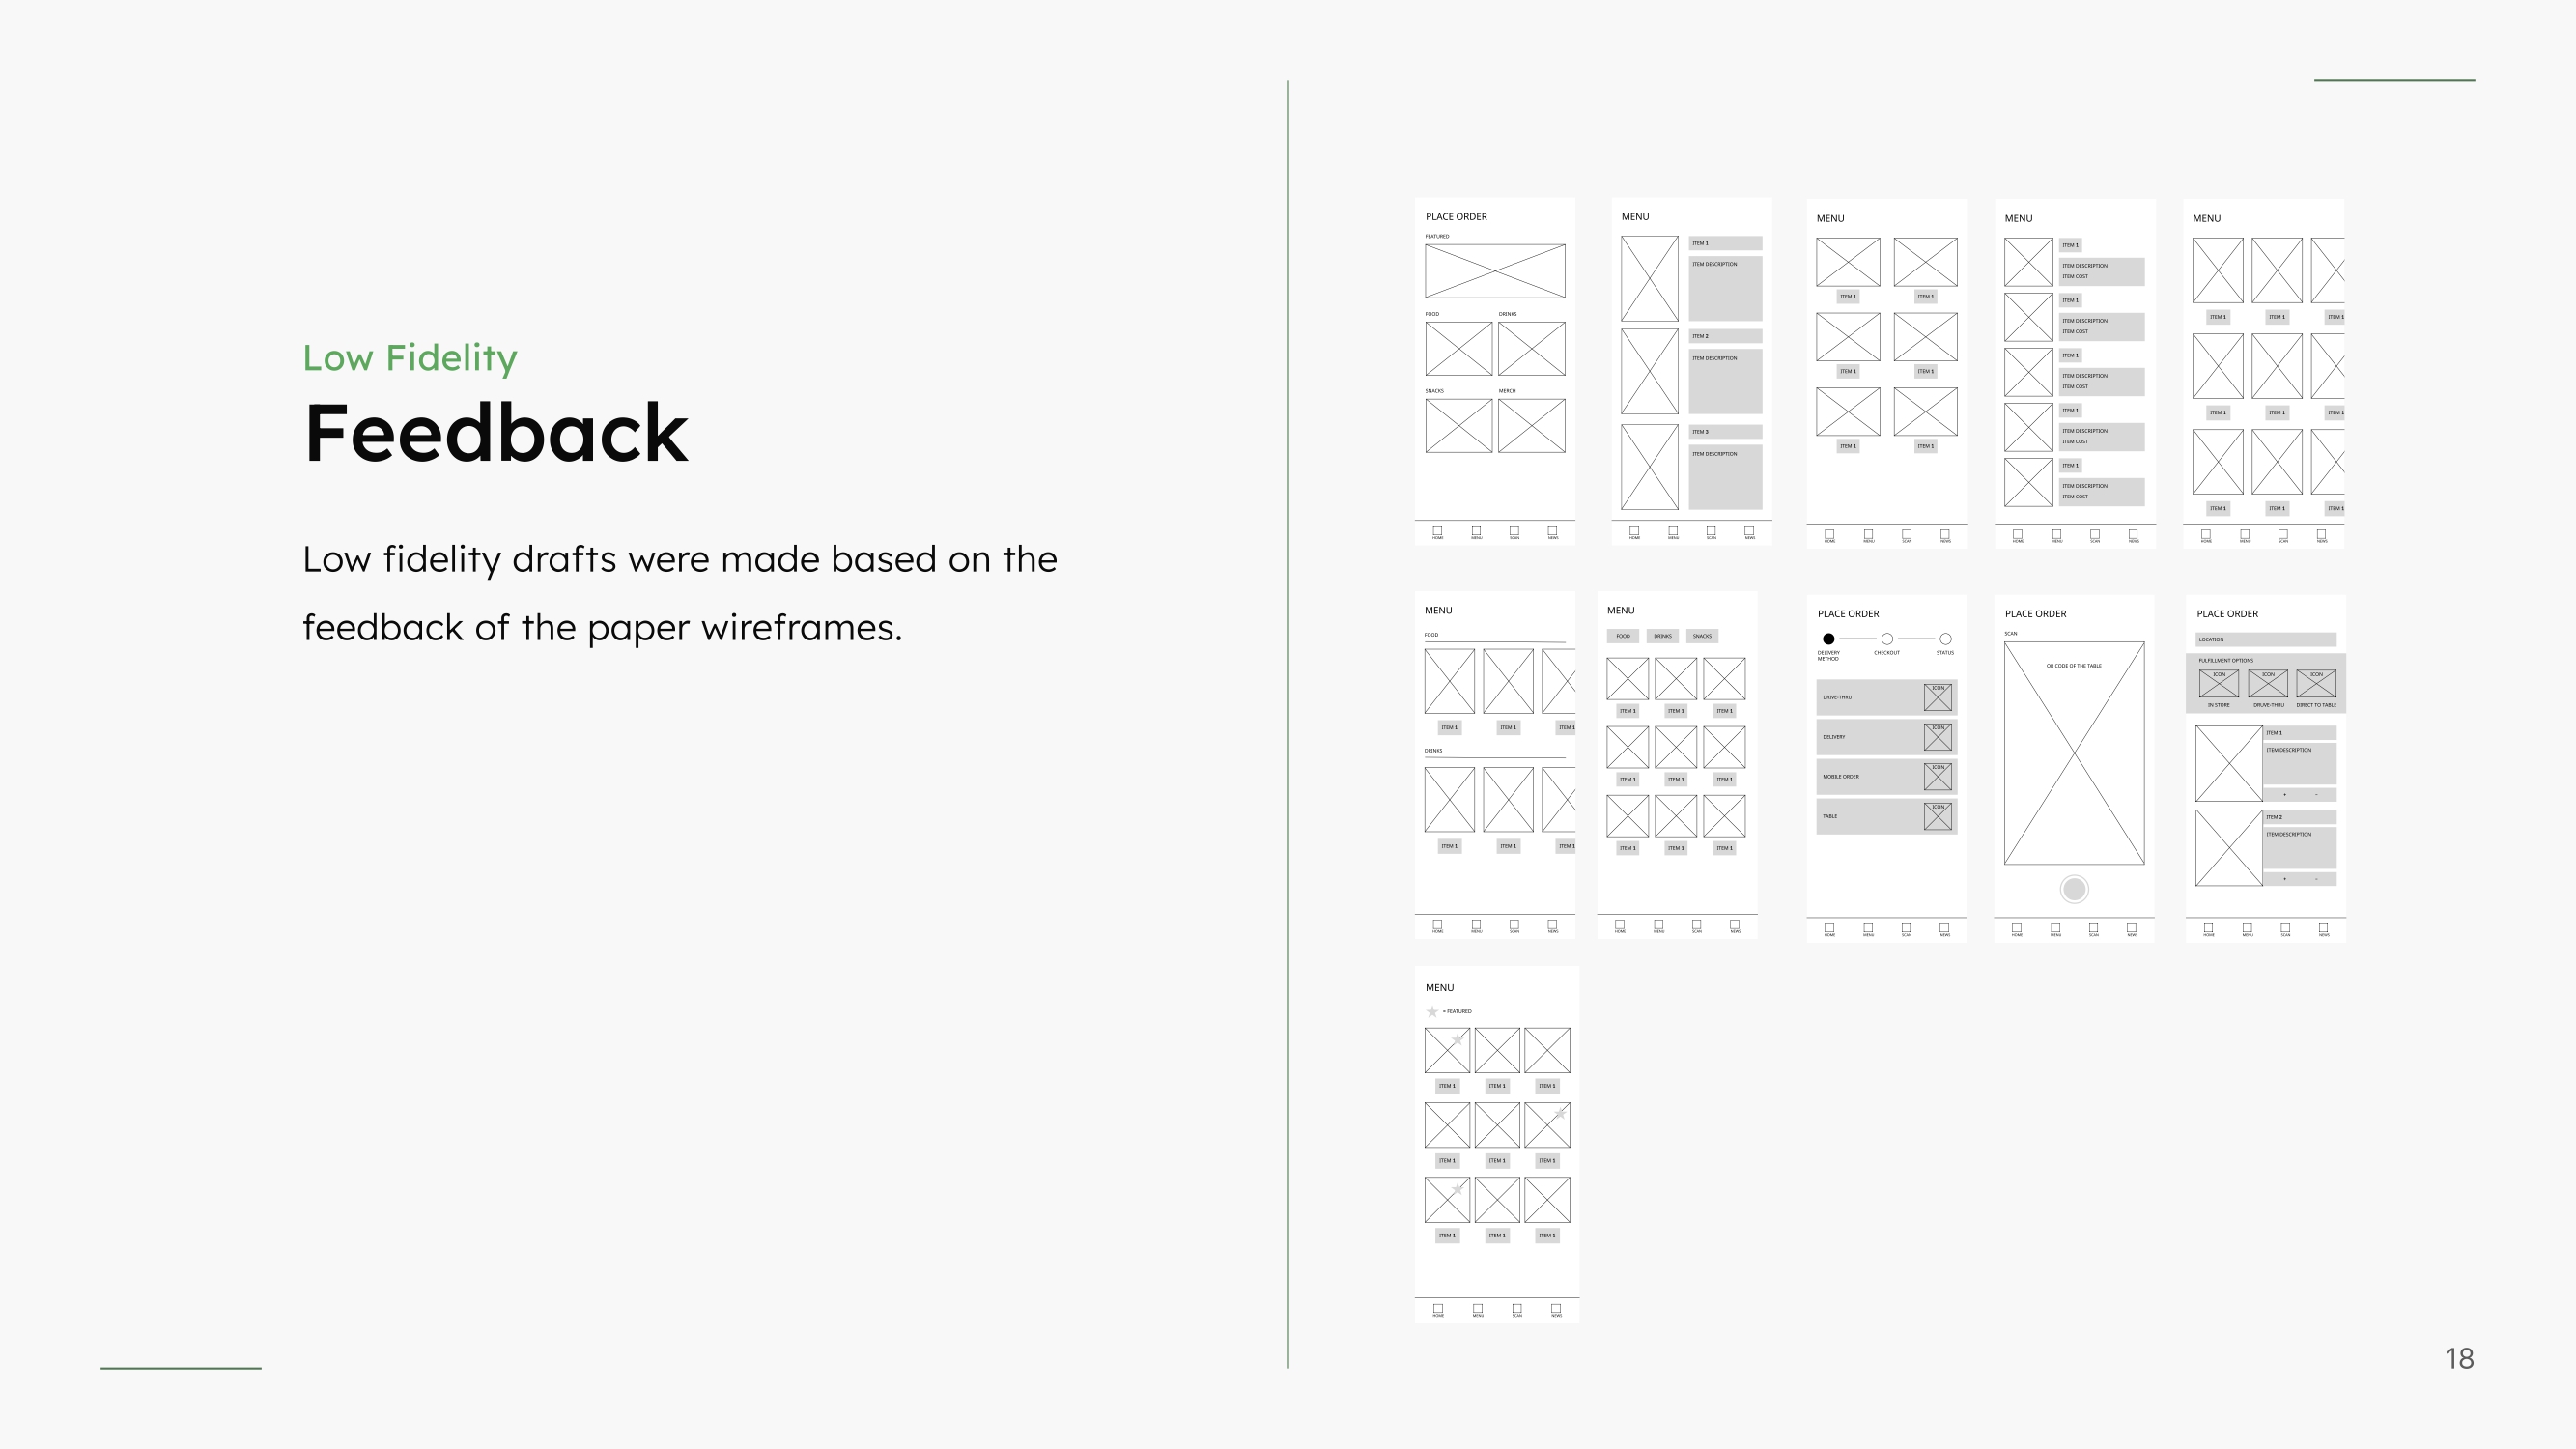 Low Fidelity
Feedback
Low fidelity drafts were made based on the
feedback of the paper wireframes.
PLACE ORDER
FEATURED
FOOD DRINKS
SNACKS MERCH
HOME MENU SCAN NEWS
MENU
ITEM 1
ITEM DESCRIPTION
ITEM 2
ITEM DESCRIPTION
ITEM 3
ITEM DESCRIPTION
HOME MENU SCAN NEWS
MENU
ITEM 1 ITEM 1
ITEM 1 ITEM 1
ITEM 1 ITEM 1
HOME MENU SCAN NEWS
MENU
ITEM 1
ITEM DESCRIPTION
ITEM COST
ITEM 1
ITEM DESCRIPTION
ITEM COST
ITEM 1
ITEM DESCRIPTION
ITEM COST
ITEM 1
ITEM DESCRIPTION
ITEM COST
ITEM 1
ITEM DESCRIPTION
ITEM COST
HOME MENU SCAN NEWS
MENU
ITEM 1 ITEM 1 ITEM 1
ITEM 1 ITEM 1 ITEM 1
ITEM 1 ITEM 1 ITEM 1
HOME MENU SCAN NEWS
MENU
FOOD
ITEM 1 ITEM 1 ITEM 1
DRINKS
ITEM 1 ITEM 1 ITEM 1
HOME MENU SCAN NEWS
MENU
FOOD DRINKS SNACKS
ITEM 1 ITEM 1 ITEM 1
ITEM 1 ITEM 1 ITEM 1
ITEM 1 ITEM 1 ITEM 1
HOME MENU SCAN NEWS
PLACE ORDER
DELIVERY CHECKOUT STATUS
METHOD
ICON
DRIVE-THRU
ICON
DELIVERY
ICON
MOBILE ORDER
ICON
TABLE
HOME MENU SCAN NEWS
PLACE ORDER
SCAN
QR CODE OF THE TABLE
HOME MENU SCAN NEWS
PLACE ORDER
LOCATION
FULFILLMENT OPTIONS
ICON ICON ICON
IN STORE DRUVE-THRU DIRECT TO TABLE
ITEM 1
ITEM DESCRIPTION
+ -
ITEM 2
ITEM DESCRIPTION
+ -
HOME MENU SCAN NEWS
MENU
= FEATURED
ITEM 1 ITEM 1 ITEM 1
ITEM 1 ITEM 1 ITEM 1
ITEM 1 ITEM 1 ITEM 1
HOME MENU SCAN NEWS
18